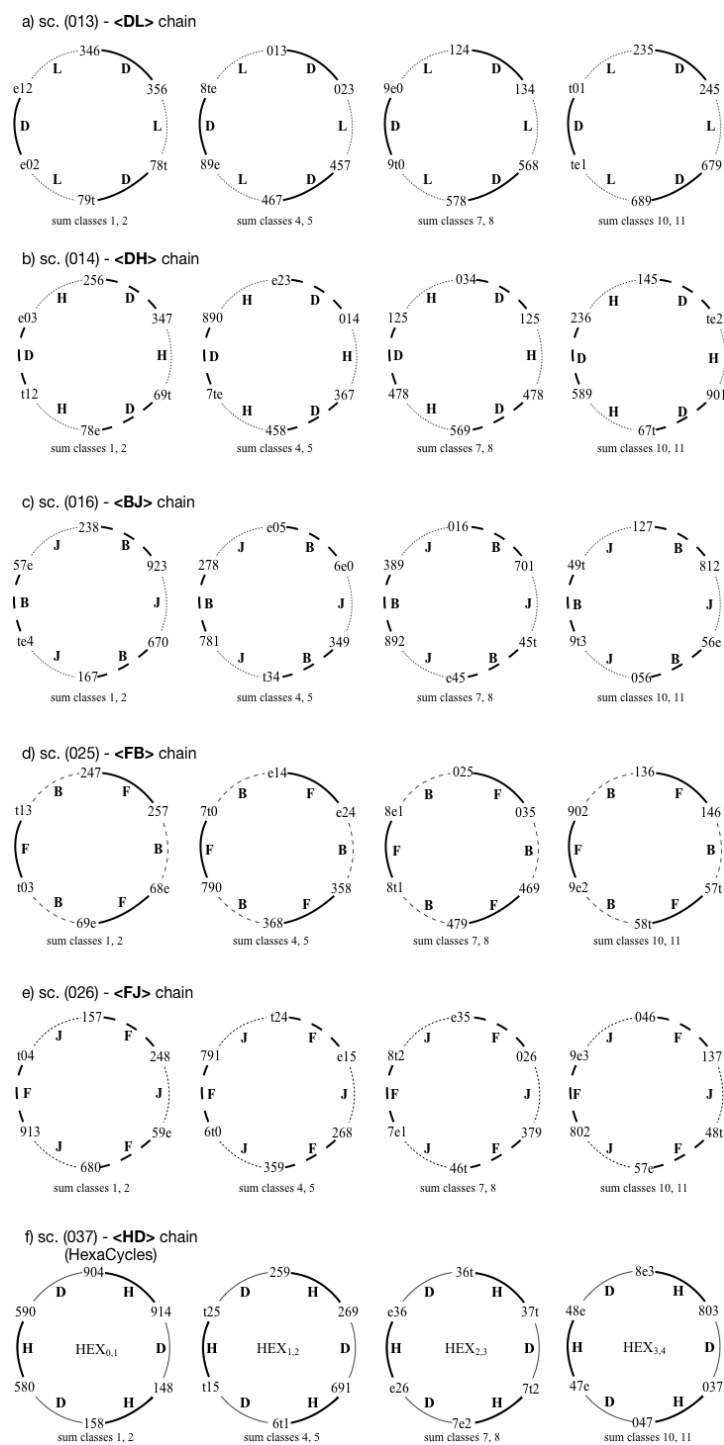 a) sc. (013) - <DL> chain
346 013 124 235
L D L D L D L D
e12 356 8te 023 9e0 134 t01 245
D L D L D L D L
e02 78t 89e 457 9t0 568 te1 679
L D L D L D L D
79t 467 578 689
sum classes 1, 2 sum classes 4, 5 sum classes 7, 8 sum classes 10, 11
b) sc. (014) - <DH> chain
256 e23 034 145
H D H D H D H D
e03 347 890 014 125 125 236 te2
D H D H D H D H
t12 69t 7te 367 478 478 589 901
H D H D H D H D
78e 458 569 67t
sum classes 1, 2 sum classes 4, 5 sum classes 7, 8 sum classes 10, 11
c) sc. (016) - <BJ> chain
238 e05 016 127
J B J B J B J B
57e 923 278 6e0 389 701 49t 812
B J B J B J B J
te4 670 781 349 892 45t 9t3 56e
J B J B J B J B
167 t34 e45 056
sum classes 1, 2 sum classes 4, 5 sum classes 7, 8 sum classes 10, 11
d) sc. (025) - <FB> chain
247 e14 025 136
B F B F B F B F
t13 257 7t0 e24 8e1 035 902 146
F B F B F B F B
t03 68e 790 358 8t1 469 9e2 57t
B F B F B F B F
69e 368 479 58t
sum classes 1, 2 sum classes 4, 5 sum classes 7, 8 sum classes 10, 11
e) sc. (026) - <FJ> chain
157 t24 e35 046
J F J F J F J F
t04 248 791 e15 8t2 026 9e3 137
F J F J F J F J
913 59e 6t0 268 7e1 379 802 48t
J F J F J F J F
680 359 46t 57e
sum classes 1, 2 sum classes 4, 5 sum classes 7, 8 sum classes 10, 11
f) sc. (037) - <HD> chain
(HexaCycles)
904 259 36t 8e3
D H D H D H D H
590 914 t25 269 e36 37t 48e 803
H HEX0,1 D H HEX1,2 D H HEX2,3 D H HEX3,4 D
580 148 t15 691 e26 7t2 47e 037
D H D H D H D H
158 6t1 7e2 047
sum classes 1, 2 sum classes 4, 5 sum classes 7, 8 sum classes 10, 11